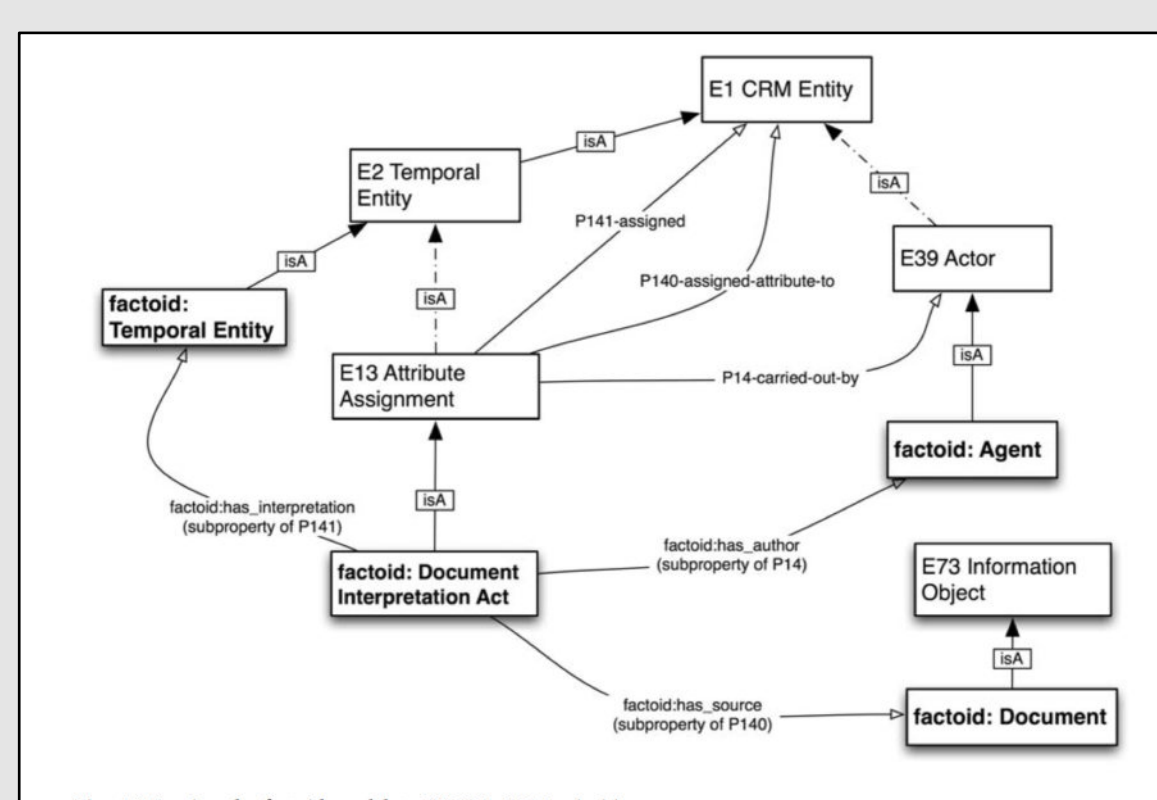 E1 CRM Entity
isA
E2 Temporal
Entity
P141-assigned
isA
E39 Actor
isA
P140-assigned-attribute-to
factoid:
Temporal Entity
isA
E13 Attribute
Assignment
P14-carried-out-by
isA
factoid: Agent
isA
factoid:has_interpretation
(subproperty of P141)
factoid:has_author
(subproperty of P14)
factoid: Document
Interpretation Act
E73 Information
Object
isA
factoid:has_source
(subproperty of P140)
factoid: Document